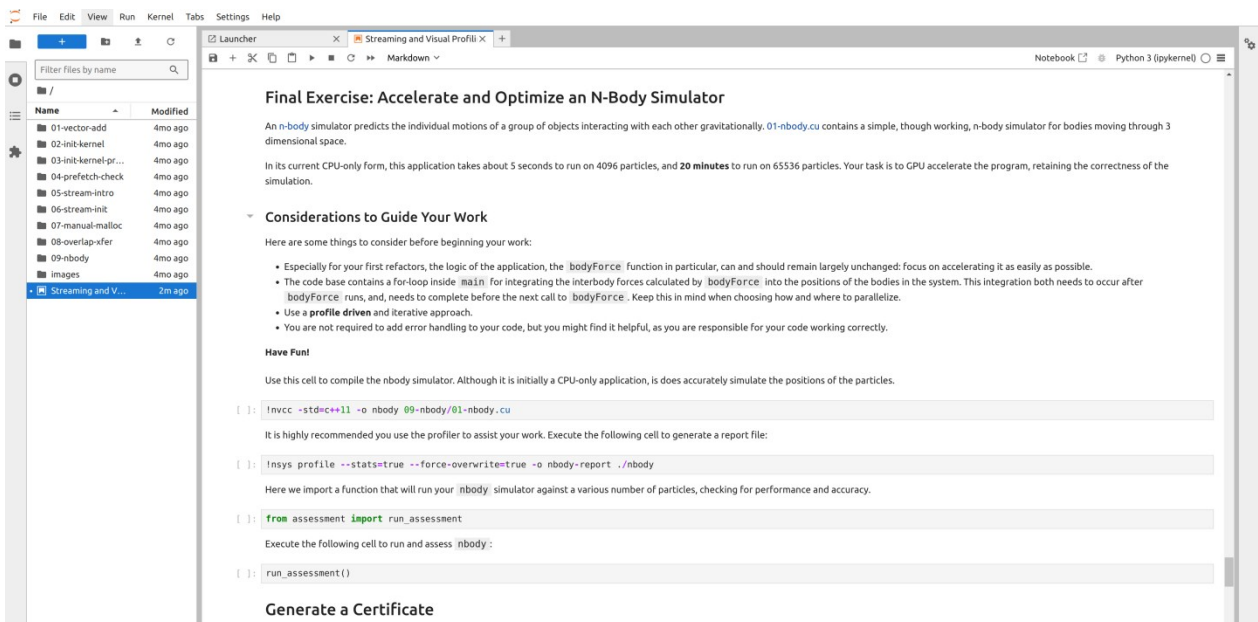 File Edit View Run Kernel Tabs Settings Help
Filter files by name
/
Name Modified
01-vector-add 4mo ago
02-init-kernel 4mo ago
03-init-kernel-pr... 4mo ago
04-prefetch-check 4mo ago
05-stream-intro 4mo ago
06-stream-init 4mo ago
07-manual-malloc 4mo ago
08-overlap-xfer 4mo ago
09-nbody 4mo ago
images 4mo ago
Streaming and V... 2m ago
Launcher
Streaming and Visual Profili
Markdown
Notebook
Python 3 (ipykernel)
Final Exercise: Accelerate and Optimize an N-Body Simulator
An n-body simulator predicts the individual motions of a group of objects interacting with each other gravitationally. 01-nbody.cu contains a simple, though working, n-body simulator for bodies moving through 3
dimensional space.
In its current CPU-only form, this application takes about 5 seconds to run on 4096 particles, and 20 minutes to run on 65536 particles. Your task is to GPU accelerate the program, retaining the correctness of the
simulation.
Considerations to Guide Your Work
Here are some things to consider before beginning your work:
• Especially for your first refactors, the logic of the application, the bodyForce function in particular, can and should remain largely unchanged: focus on accelerating it as easily as possible.
• The code base contains a for-loop inside main for integrating the interbody forces calculated by bodyForce into the positions of the bodies in the system. This integration both needs to occur after
bodyForce runs, and, needs to complete before the next call to bodyForce. Keep this in mind when choosing how and where to parallelize.
• Use a profile driven and iterative approach.
• You are not required to add error handling to your code, but you might find it helpful, as you are responsible for your code working correctly.
Have Fun!
Use this cell to compile the nbody simulator. Although it is initially a CPU-only application, is does accurately simulate the positions of the particles.
[ ]: !nvcc -std=c++11 -o nbody 09-nbody/01-nbody.cu
It is highly recommended you use the profiler to assist your work. Execute the following cell to generate a report file:
[ ]: !nsys profile --stats=true --force-overwrite=true -o nbody-report ./nbody
Here we import a function that will run your nbody simulator against a various number of particles, checking for performance and accuracy.
[ ]: from assessment import run_assessment
Execute the following cell to run and assess nbody :
[ ]: run_assessment()
Generate a Certificate